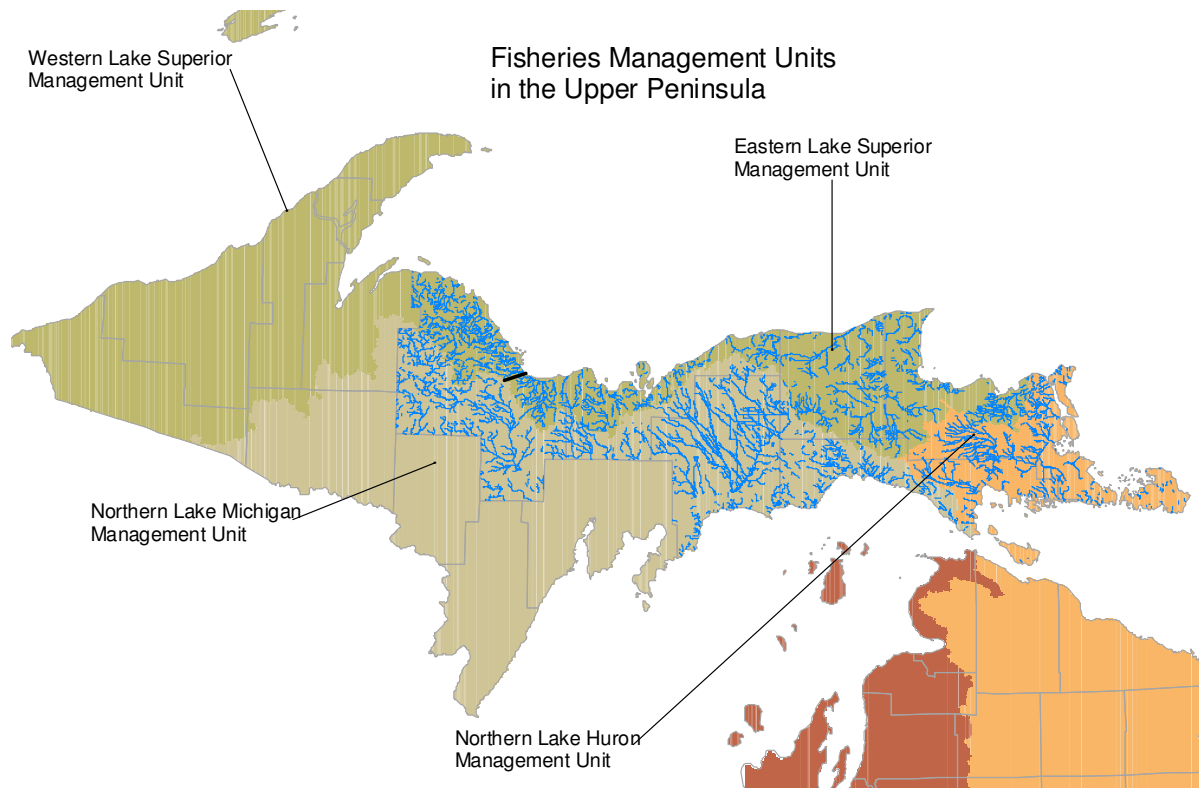 Western Lake Superior
Management Unit
Fisheries Management Units
in the Upper Peninsula
Eastern Lake Superior
Management Unit
Northern Lake Michigan
Management Unit
Northern Lake Huron
Management Unit